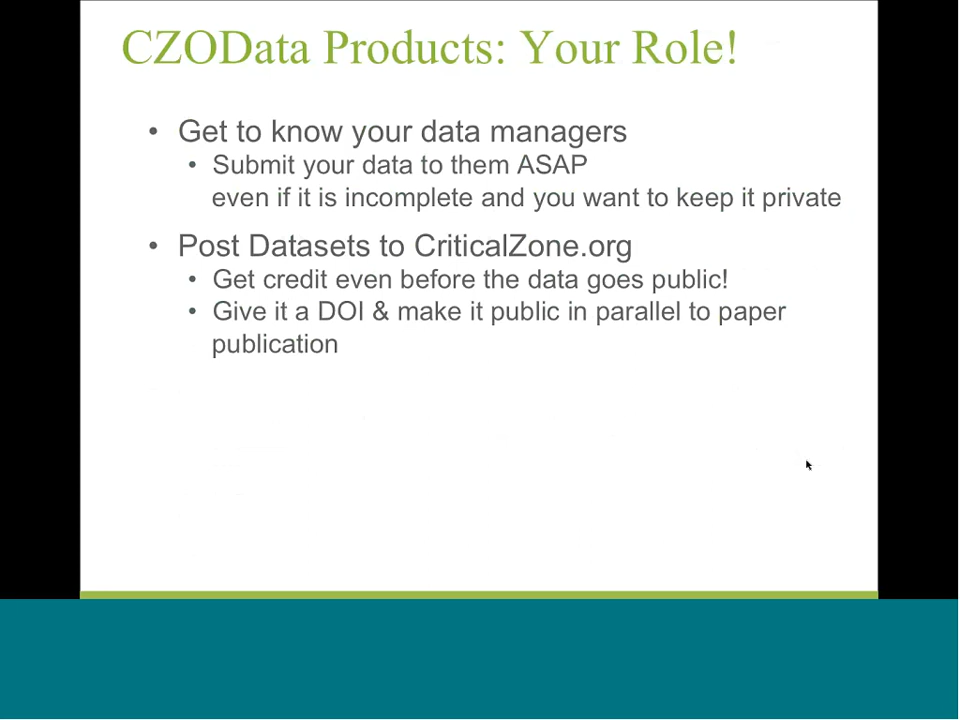 CZOData Products: Your Role!
• Get to know your data managers
• Submit your data to them ASAP
even if it is incomplete and you want to keep it private
• Post Datasets to CriticalZone.org
• Get credit even before the data goes public!
• Give it a DOI & make it public in parallel to paper
publication